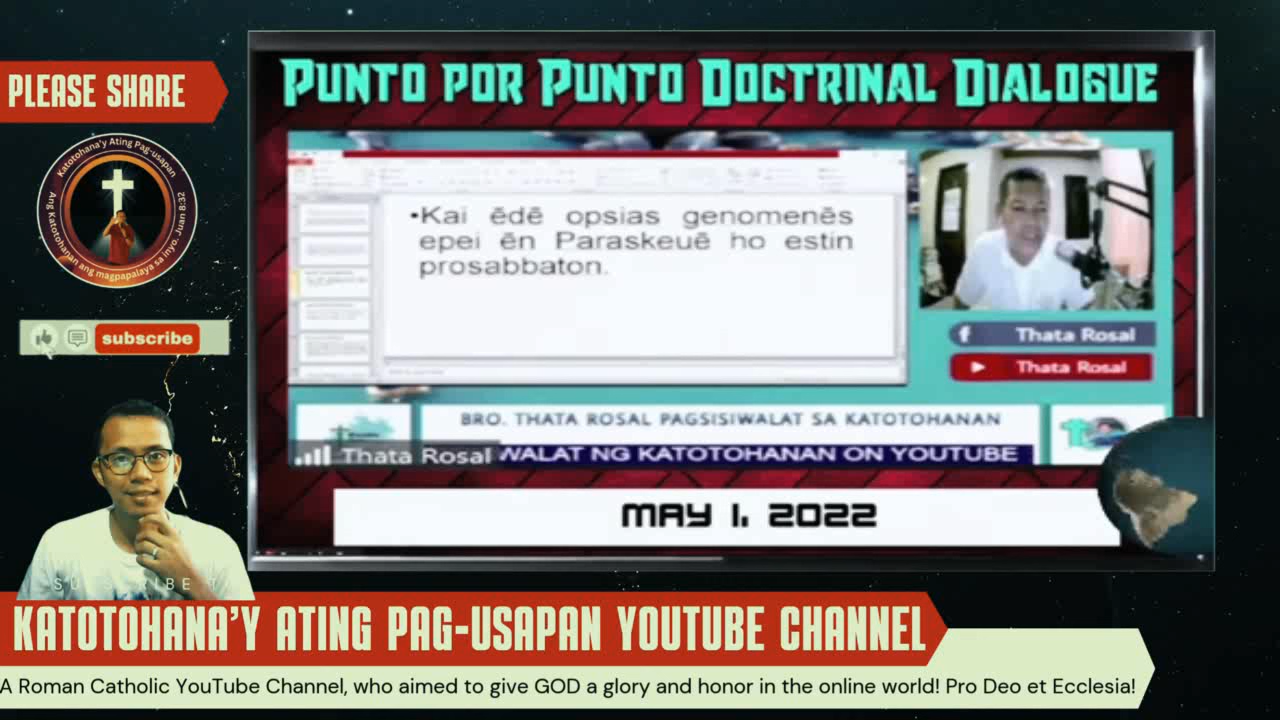 PLEASE SHARE
Katotohana'y Ating Pag-usapan
Ang Katotohanan ang magpapalaya sa inyo. Juan 8:32
subscribe
PUNTO POR PUNTO DOCTRINAL DIALOGUE
•Kai ēdē opsias genomenēs
epei ēn Paraskeuē ho estin
prosabbaton.
Thata Rosal
Thata Rosal
BRO. THATA ROSAL PAGSISIWALAT SA KATOTOHANAN
Thata Rosal
WALAT NG KATOTOHANAN ON YOUTUBE
MAY 1, 2022
KATOTOHANA'Y ATING PAG-USAPAN YOUTUBE CHANNEL
A Roman Catholic YouTube Channel, who aimed to give GOD a glory and honor in the online world! Pro Deo et Ecclesia!